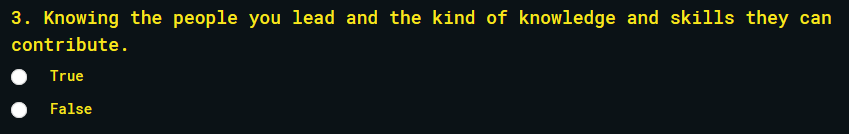 3. Knowing the people you lead and the kind of knowledge and skills they can
contribute.
True
False